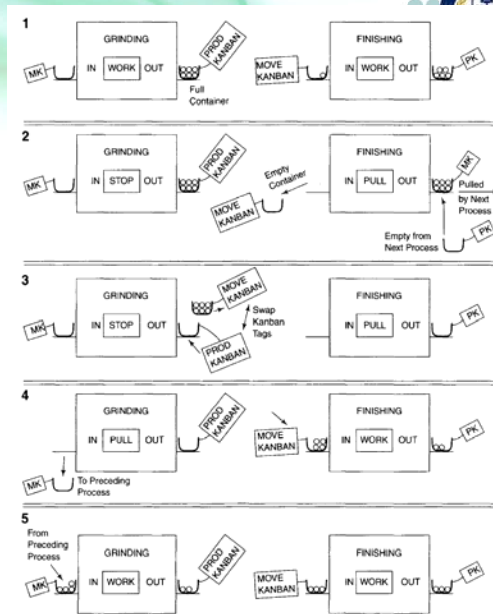 1
GRINDING
MK
IN WORK OUT
PROD
KANBAN
Full
Container
FINISHING
MOVE
KANBAN
IN WORK OUT
PK
2
GRINDING
MK
IN STOP OUT
PROD
KANBAN
Empty
Container
MOVE
KANBAN
FINISHING
IN PULL OUT
MK
Pulled
by Next
Process
Empty from
Next Process
PK
3
GRINDING
MK
IN STOP OUT
MOVE
KANBAN
Swap
Kanban
Tags
PROD
KANBAN
FINISHING
IN PULL OUT
PK
4
GRINDING
IN PULL OUT
PROD
KANBAN
MK
To Preceding
Process
FINISHING
MOVE
KANBAN
IN WORK OUT
PK
5
From
Preceding
Process
GRINDING
MK
IN WORK OUT
PROD
KANBAN
FINISHING
MOVE
KANBAN
IN WORK OUT
PK